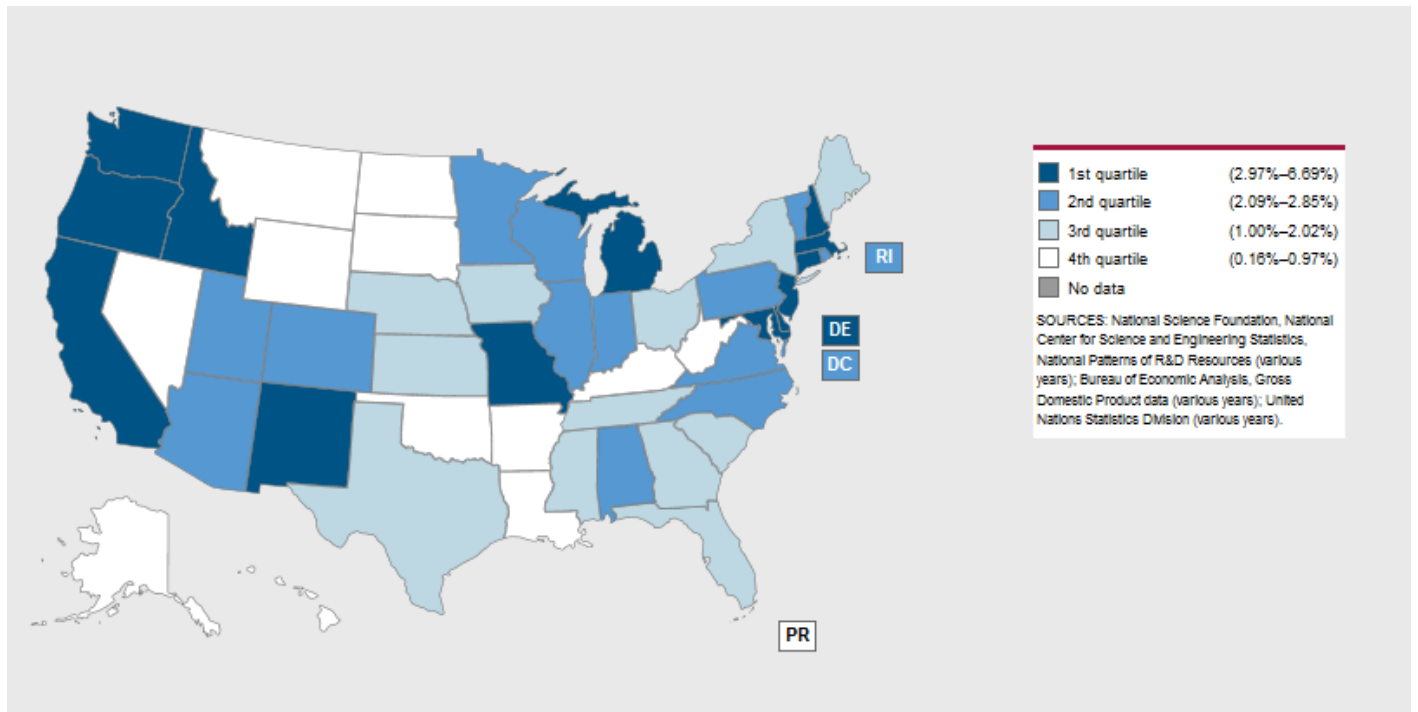 1st quartile (2.97%–6.69%)
2nd quartile (2.09%–2.85%)
3rd quartile (1.00%–2.02%)
4th quartile (0.16%–0.97%)
No data
SOURCES: National Science Foundation, National
Center for Science and Engineering Statistics,
National Patterns of R&D Resources (various
years); Bureau of Economic Analysis, Gross
Domestic Product data (various years); United
Nations Statistics Division (various years).
RI
DE
DC
PR